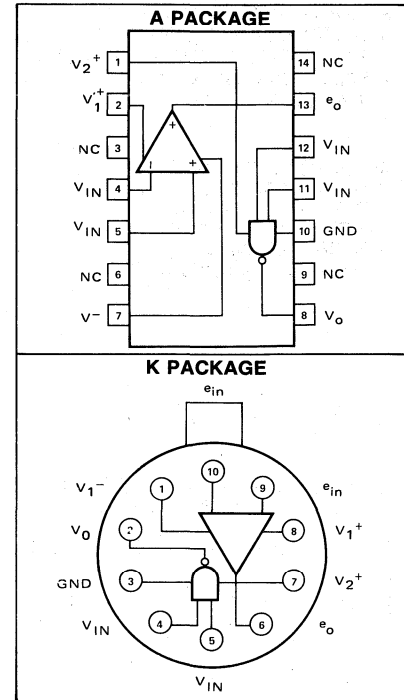 A PACKAGE
V2+ 1 14 NC
V1+ 2 13 eo
NC 3 12 VIN
VIN 4 11 VIN
VIN 5 10 GND
NC 6 9 NC
V- 7 8 Vo
+
- +
K PACKAGE
ein
V1- 1 10 9 ein
V0 2 8 V1+
GND 3 7 V2+
VIN 4 5 6 eo
VIN